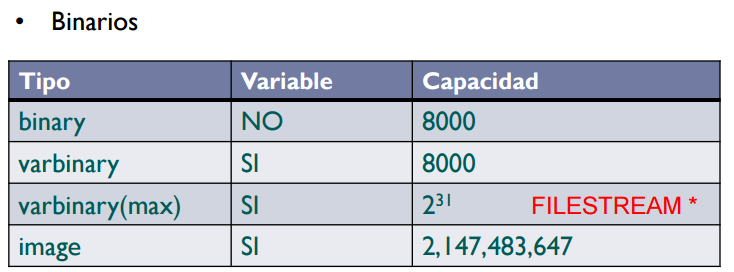 • Binarios
Tipo Variable Capacidad
binary NO 8000
varbinary SI 8000
varbinary(max) SI 2³¹ FILESTREAM *
image SI 2,147,483,647